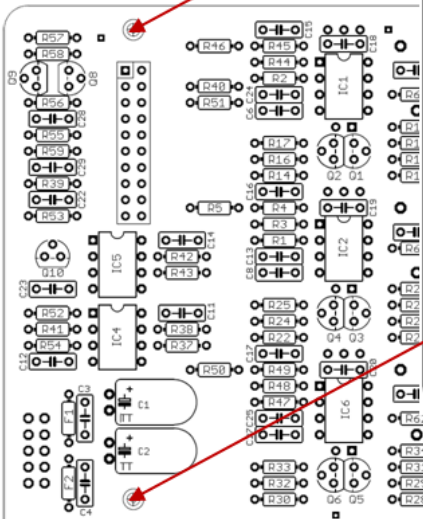 R57
R58
Q9
Q8
R56
C28
R55
R59
C29
R39
C22
R53
Q10
C23
R52
R41
R54
C12
C3
F1
F2
C4
C1
C2
IC5
IC4
C14
R42
R43
C11
R38
R37
R50
R46
R40
R51
R5
C15
R45
R44
R2
C24
C6
C18
IC1
R17
R16
R14
C16
Q2 Q1
R4
R3
R1
C13
C8
C19
IC2
R25
R24
R22
C17
Q4 Q3
R49
R48
R47
C25
IC6
R33
R32
R30
Q6 Q5